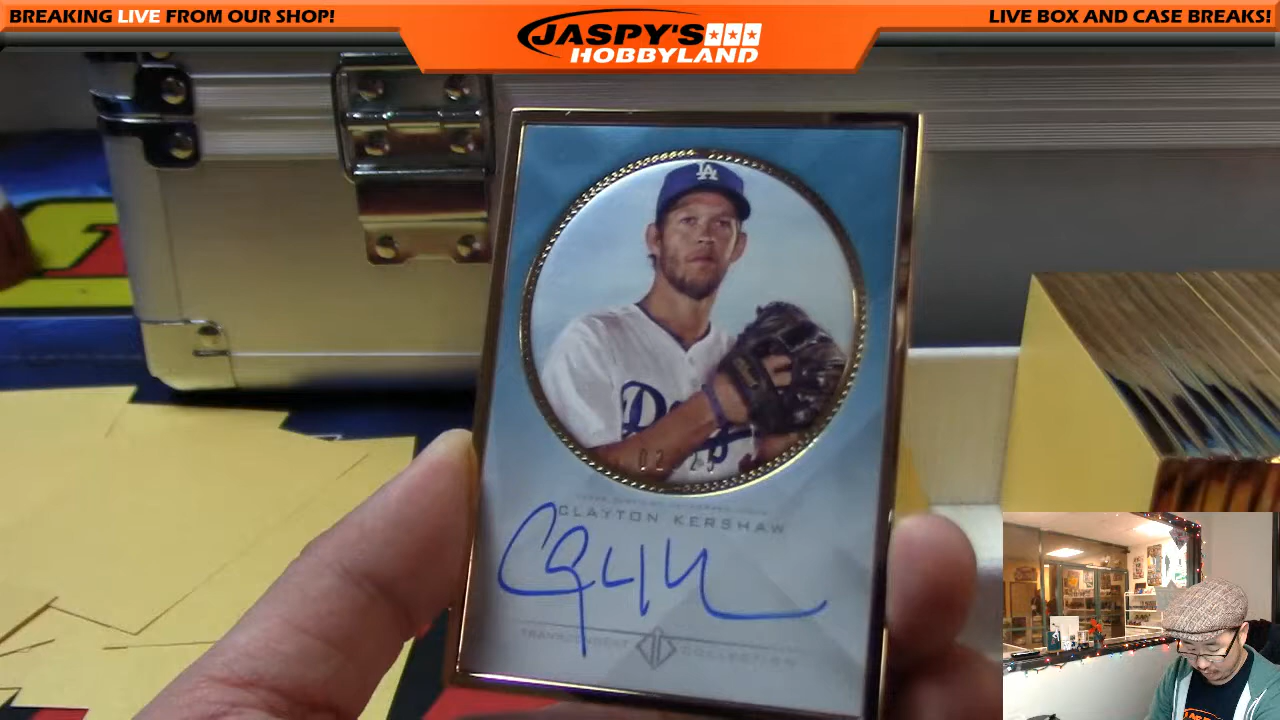 BREAKING LIVE FROM OUR SHOP!
JASPY'S
HOBBYLAND
LIVE BOX AND CASE BREAKS!
LA
CLAYTON KERSHAW
TRANSCENDENT COLLECTION